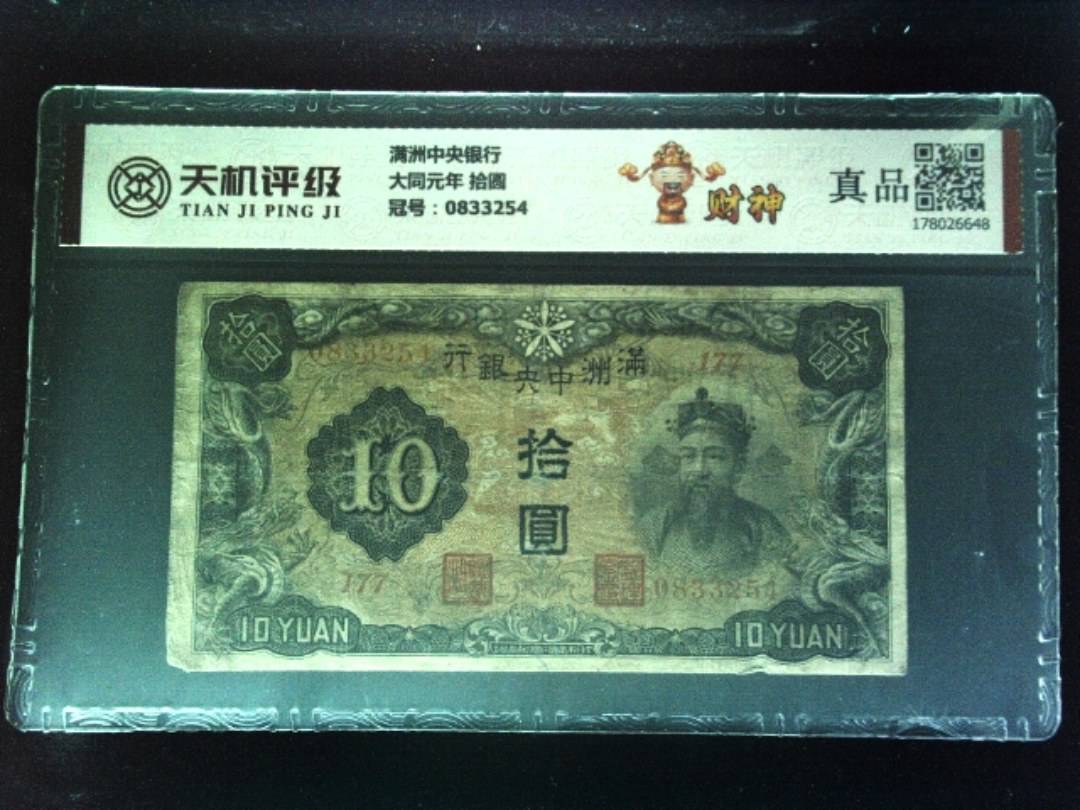 天机评级
TIAN JI PING JI
满洲中央银行
大同元年 拾圆
冠号：0833254
财神
真品
178026648
拾圓
拾圓
0833254
177
行銀央中洲滿
10
拾
圓
177
0833254
10 YUAN
10 YUAN